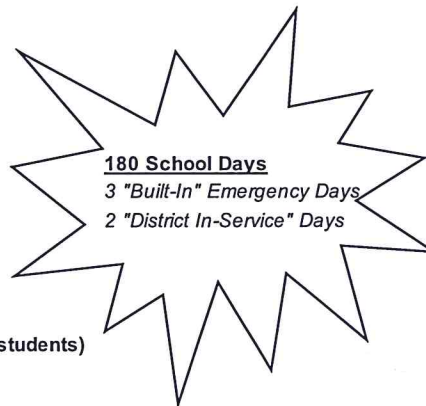 180 School Days
3 "Built-In" Emergency Days
2 "District In-Service" Days
students)